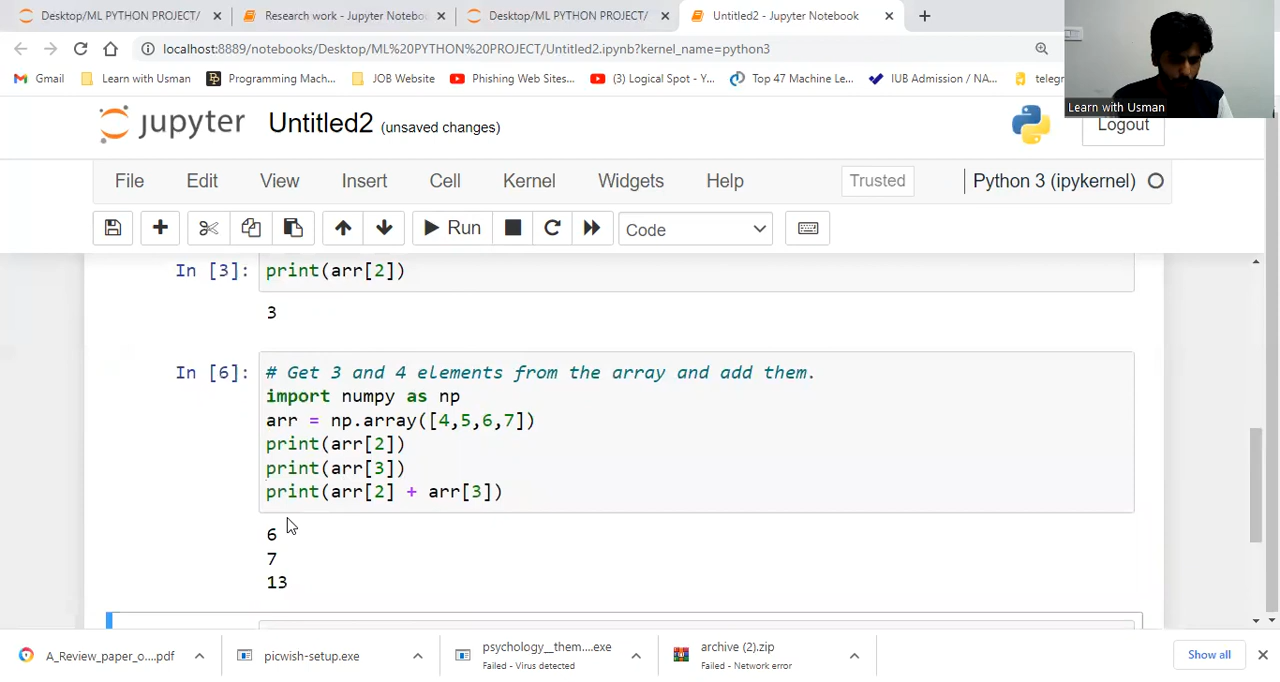 Desktop/ML PYTHON PROJECT/
Research work - Jupyter Notebo
Desktop/ML PYTHON PROJECT/
Untitled2 - Jupyter Notebook
localhost:8889/notebooks/Desktop/ML%20PYTHON%20PROJECT/Untitled2.ipynb?kernel_name=python3
Gmail
Learn with Usman
Programming Mach...
JOB Website
Phishing Web Sites...
(3) Logical Spot - Y...
Top 47 Machine Le...
IUB Admission / NA...
telegr
Learn with Usman
jupyter Untitled2 (unsaved changes)
Logout
File Edit View Insert Cell Kernel Widgets Help
Trusted
Python 3 (ipykernel)
Run
Code
In [3]: print(arr[2])
3
In [6]: # Get 3 and 4 elements from the array and add them.
import numpy as np
arr = np.array([4,5,6,7])
print(arr[2])
print(arr[3])
print(arr[2] + arr[3])
6
7
13
A_Review_paper_o....pdf
picwish-setup.exe
psychology__them....exe
Failed - Virus detected
archive (2).zip
Failed - Network error
Show all